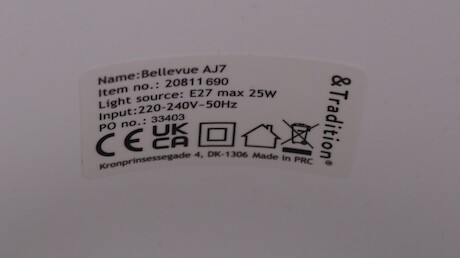 Name:Bellevue AJ7
Item no.: 20811690
Light source: E27 max 25W
Input:220-240V~50Hz
PO no.: 33403
CE UK CA
Kronprinsessegade 4, DK-1306 Made in PRC
&Tradition®